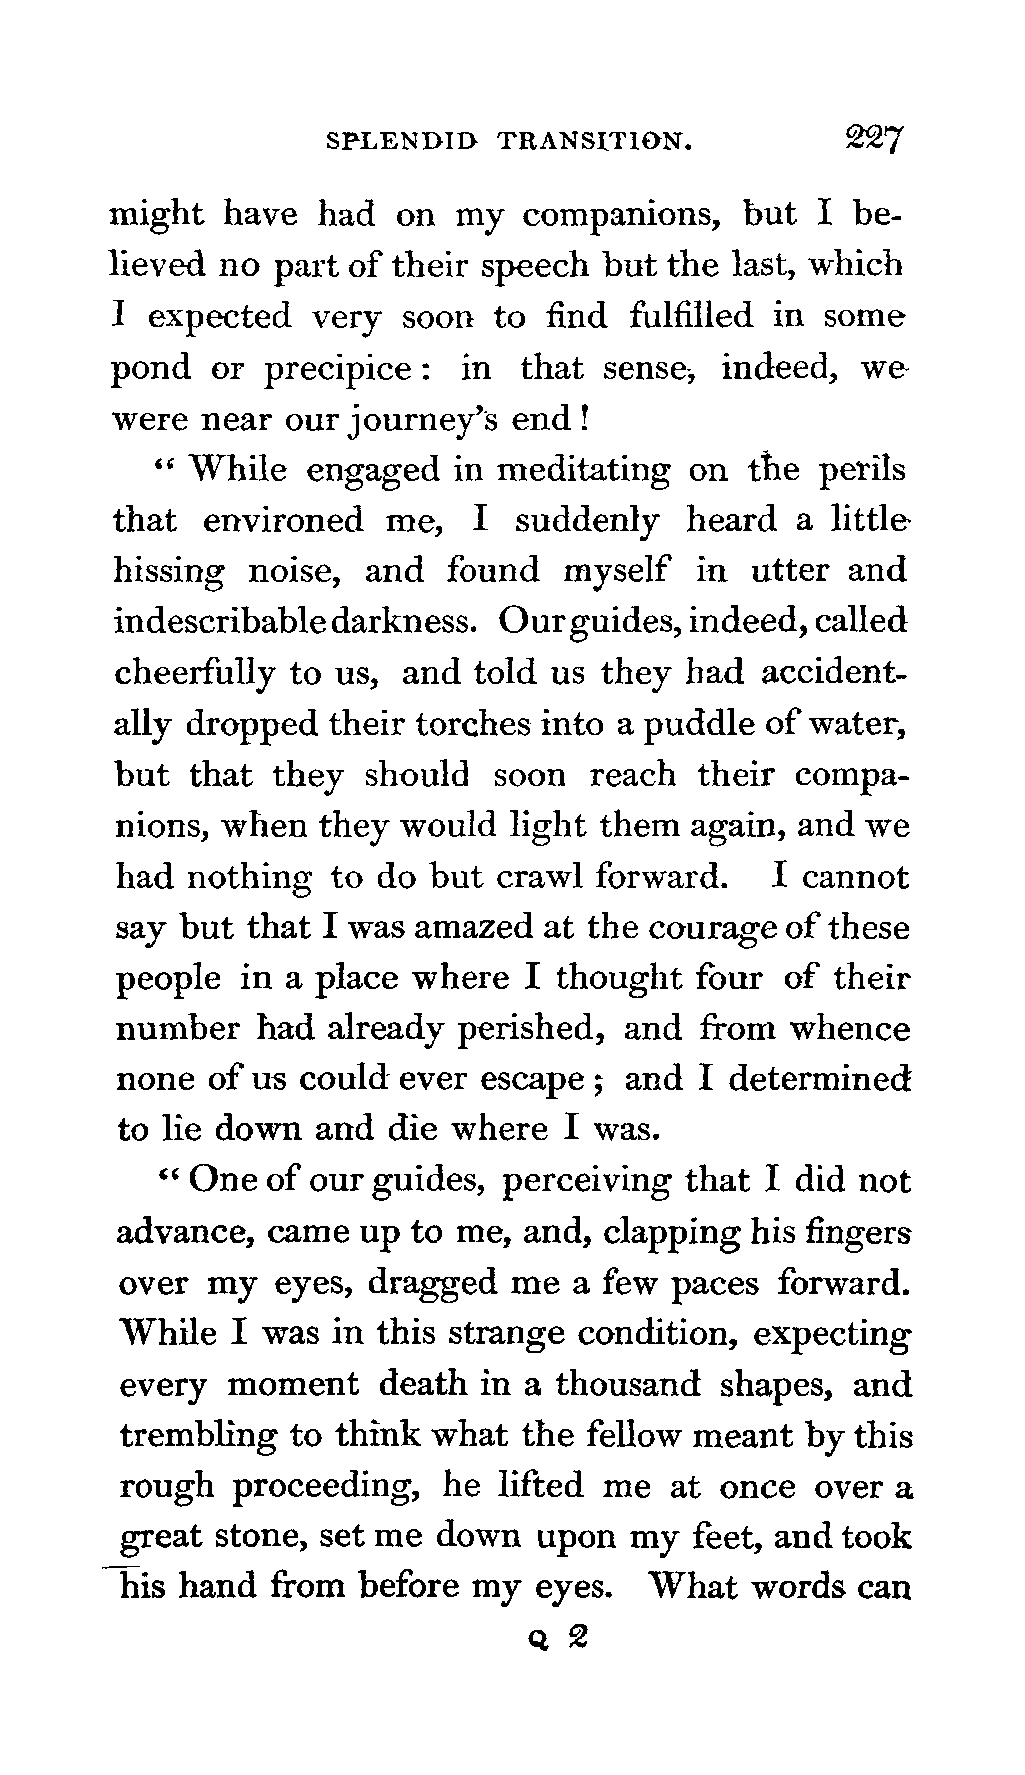 SPLENDID TRANSITION. 227
might have had on my companions, but I be-
lieved no part of their speech but the last, which
I expected very soon to find fulfilled in some
pond or precipice : in that sense, indeed, we
were near our journey's end !
“ While engaged in meditating on the perils
that environed me, I suddenly heard a little
hissing noise, and found myself in utter and
indescribable darkness. Our guides, indeed, called
cheerfully to us, and told us they had accident-
ally dropped their torches into a puddle of water,
but that they should soon reach their compa-
nions, when they would light them again, and we
had nothing to do but crawl forward. I cannot
say but that I was amazed at the courage of these
people in a place where I thought four of their
number had already perished, and from whence
none of us could ever escape ; and I determined
to lie down and die where I was.
“ One of our guides, perceiving that I did not
advance, came up to me, and, clapping his fingers
over my eyes, dragged me a few paces forward.
While I was in this strange condition, expecting
every moment death in a thousand shapes, and
trembling to think what the fellow meant by this
rough proceeding, he lifted me at once over a
great stone, set me down upon my feet, and took
his hand from before my eyes. What words can
Q 2